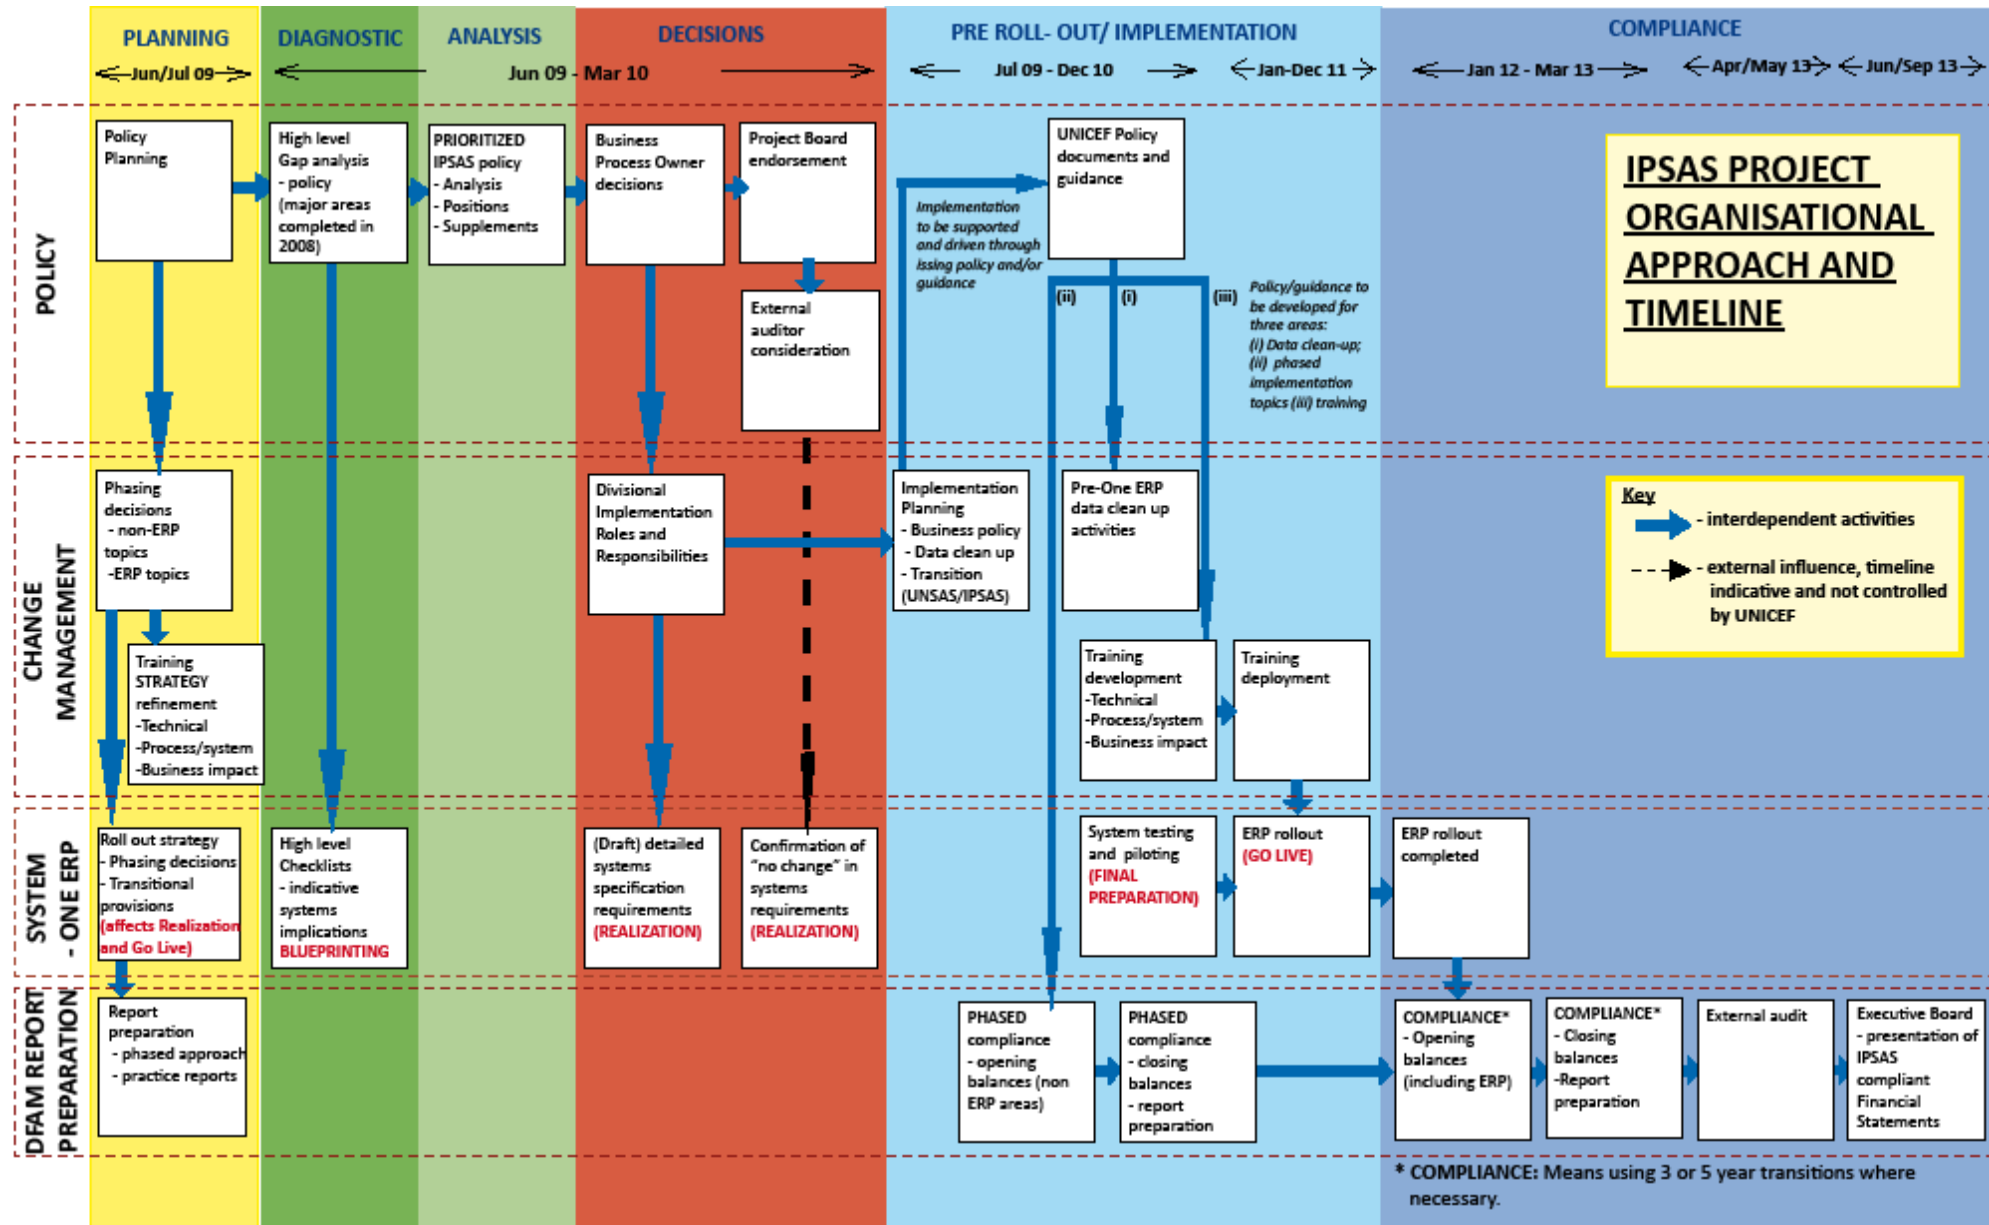 PLANNING
DIAGNOSTIC
ANALYSIS
DECISIONS
PRE ROLL- OUT/ IMPLEMENTATION
COMPLIANCE
Jun/Jul 09
Jun 09 - Mar 10
Jul 09 - Dec 10
Jan-Dec 11
Jan 12 - Mar 13
Apr/May 13
Jun/Sep 13
POLICY
Policy
Planning
High level
Gap analysis
- policy
(major areas
completed in
2008)
PRIORITIZED
IPSAS policy
- Analysis
- Positions
- Supplements
Business
Process Owner
decisions
Project Board
endorsement
External
auditor
consideration
Implementation
to be supported
and driven through
issing policy and/or
guidance
UNICEF Policy
documents and
guidance
(ii)
(i)
(iii)
Policy/guidance to
be developed for
three areas:
(i) Data clean-up;
(ii) phased
implementation
topics (iii) training
IPSAS PROJECT
ORGANISATIONAL
APPROACH AND
TIMELINE
CHANGE
MANAGEMENT
Phasing
decisions
- non-ERP
topics
-ERP topics
Training
STRATEGY
refinement
-Technical
-Process/system
-Business impact
Divisional
Implementation
Roles and
Responsibilities
Implementation
Planning
- Business policy
- Data clean up
- Transition
(UNSAS/IPSAS)
Pre-One ERP
data clean up
activities
Training
development
-Technical
-Process/system
-Business impact
Training
deployment
Key
- interdependent activities
- external influence, timeline
indicative and not controlled
by UNICEF
SYSTEM
- ONE ERP
Roll out strategy
- Phasing decisions
- Transitional
provisions
(affects Realization
and Go Live)
High level
Checklists
- indicative
systems
implications
BLUEPRINTING
(Draft) detailed
systems
specification
requirements
(REALIZATION)
Confirmation of
“no change” in
systems
requirements
(REALIZATION)
System testing
and piloting
(FINAL
PREPARATION)
ERP rollout
(GO LIVE)
ERP rollout
completed
DFAM REPORT
PREPARATION
Report
preparation
- phased approach
- practice reports
PHASED
compliance
- opening
balances (non
ERP areas)
PHASED
compliance
- closing
balances
- report
preparation
COMPLIANCE*
- Opening
balances
(including ERP)
COMPLIANCE*
- Closing
balances
-Report
preparation
External audit
Executive Board
- presentation of
IPSAS
compliant
Financial
Statements
* COMPLIANCE: Means using 3 or 5 year transitions where
necessary.